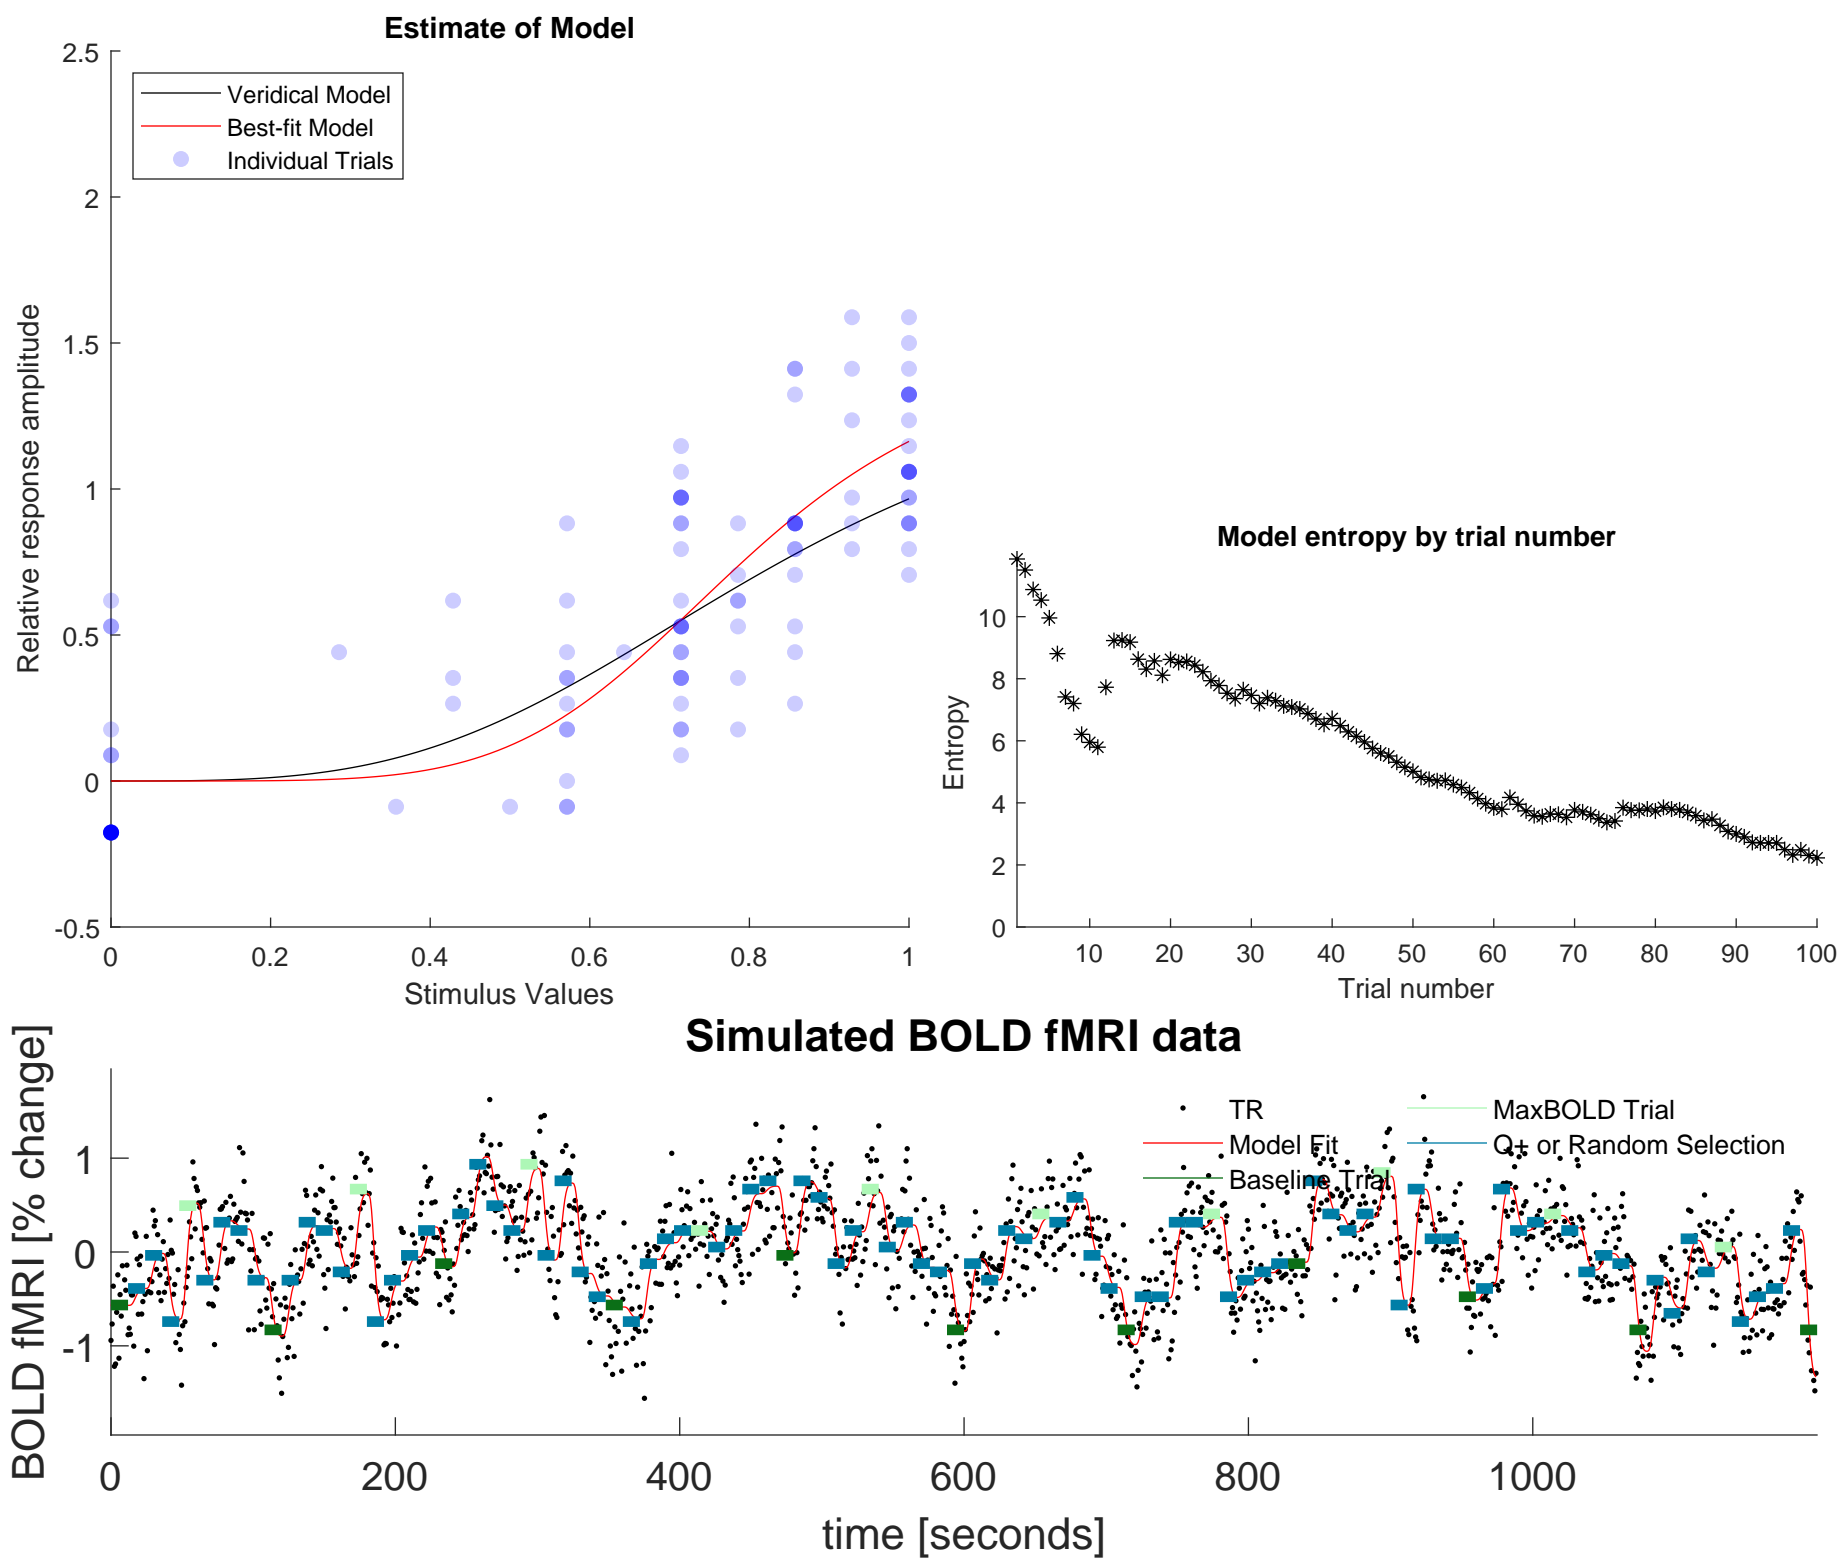 Estimate of Model
2.5
2
1.5
1
0.5
0
-0.5
Relative response amplitude
Veridical Model
Best-fit Model
Individual Trials
0 0.2 0.4 0.6 0.8 1
Stimulus Values
Model entropy by trial number
10
8
6
4
2
0
Entropy
10 20 30 40 50 60 70 80 90 100
Trial number
Simulated BOLD fMRI data
BOLD fMRI [% change]
1
0
-1
TR
Model Fit
Baseline Trial
MaxBOLD Trial
Q+ or Random Selection
0 200 400 600 800 1000
time [seconds]